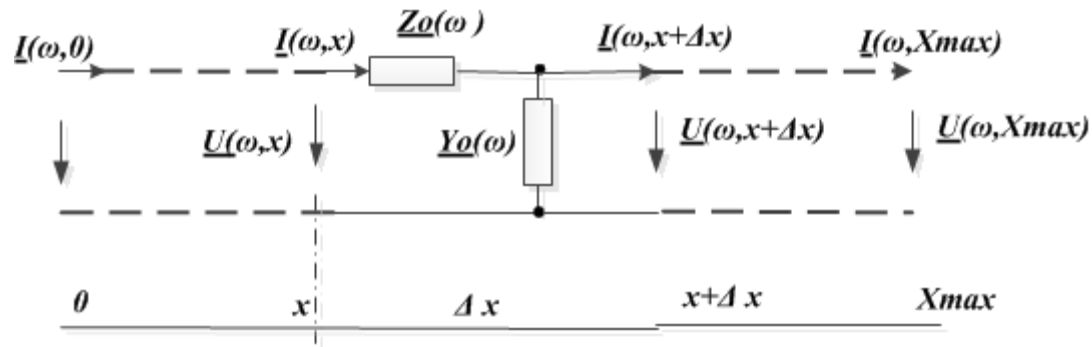 Zo(ω )
I(ω,0) I(ω,x) I(ω,x+Δx) I(ω,Xmax)
U(ω,x) Yo(ω) U(ω,x+Δx) U(ω,Xmax)
0 x Δ x x+Δ x Xmax